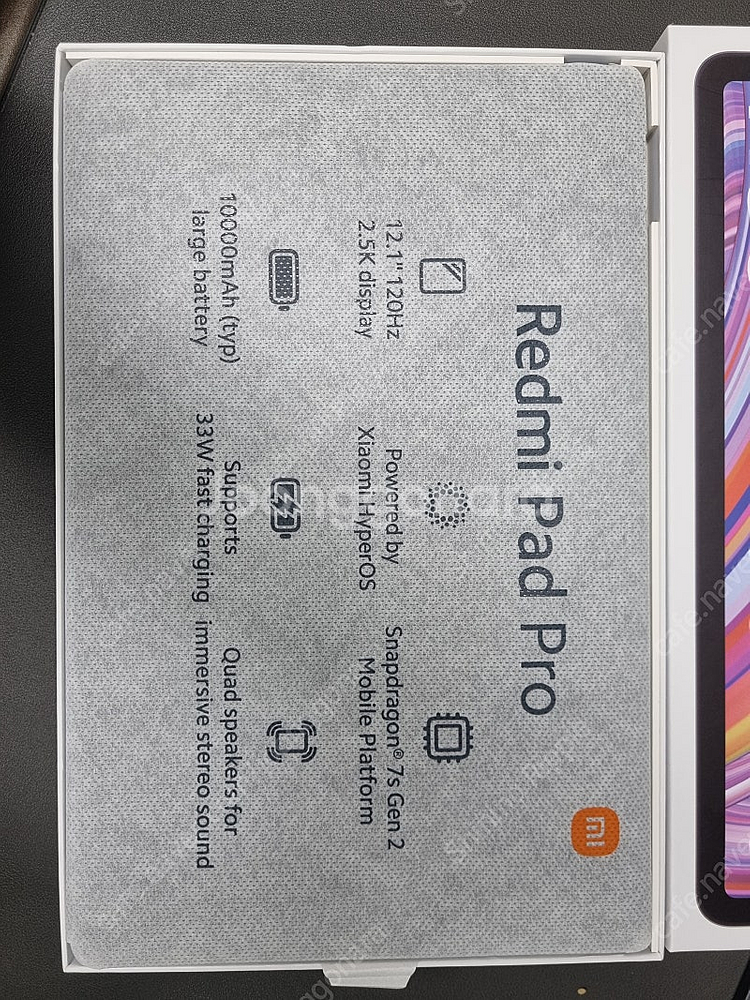 Redmi Pad Pro
mi
12.1" 120Hz
2.5K display
Powered by
Xiaomi HyperOS
Snapdragon® 7s Gen 2
Mobile Platform
10000mAh (typ)
large battery
Supports
33W fast charging
Quad speakers for
immersive stereo sound